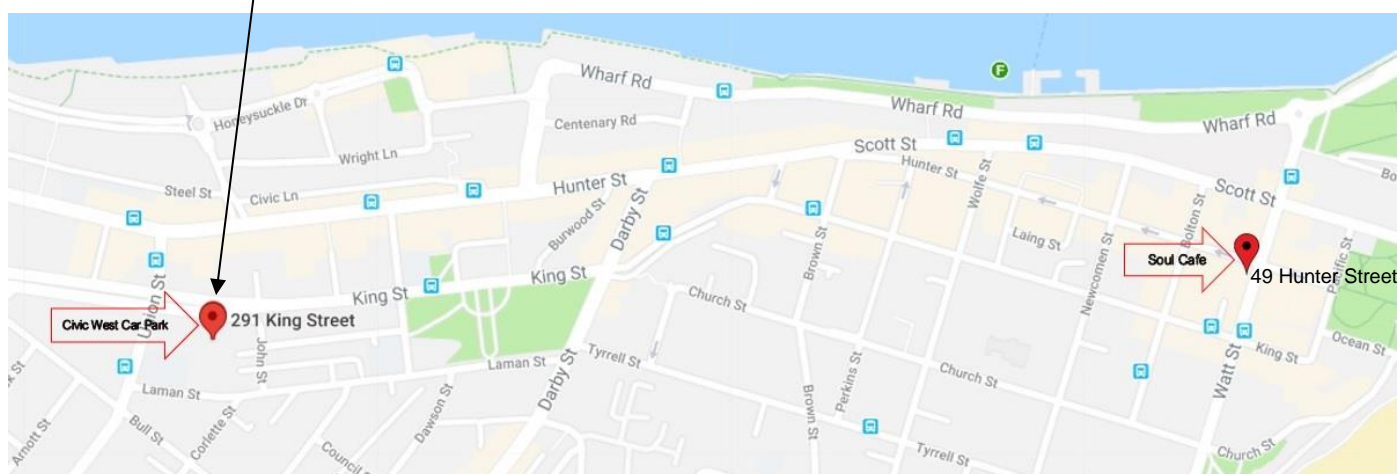 Wharf Rd
F
Wharf Rd
Wharf Rd
Honeysuckle Dr
Centenary Rd
Wright Ln
Scott St
Hunter St
Steel St
Civic Ln
Hunter St
Wolfe St
Scott St
Burwood St
Darby St
Brown St
Laing St
Newcomen St
Bolton St
Pacific St
Soul Cafe
49 Hunter Street
Union St
King St
King St
Church St
Civic West Car Park
291 King Street
John St
Perkins St
King St
Ocean St
Watt St
Laman St
Tyrrell St
Laman St
Darby St
Church St
Brown St
Dawson St
Corlette St
Bull St
Arnott St
Council
Tyrrell St
Church St